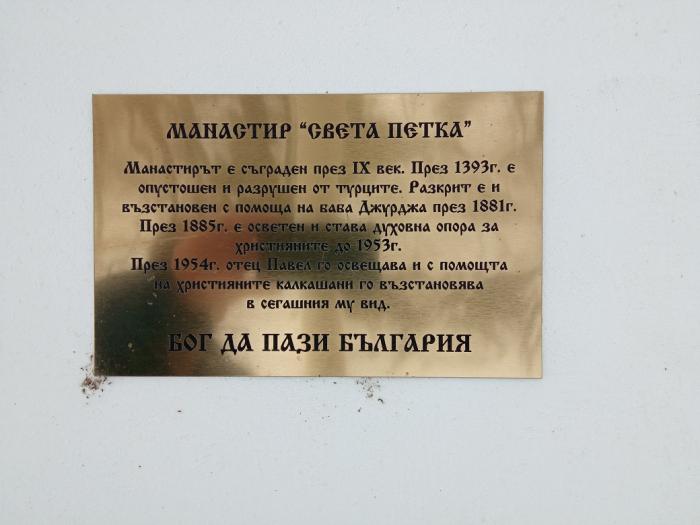 МАНАСТИР “СВЕТА ПЕТКА”
Манастирът е съграден през IX век. През 1393г. е
опустошен и разрушен от турците. Разкрит е и
възстановен с помоща на баба Джурджа през 1881г.
През 1885г. е осветен и става духовна опора за
християните до 1953г.
През 1954г. отец Павел го освещава и с помощта
на християните калкашани го възстановява
в сегашния му вид.
БОГ ДА ПАЗИ БЪЛГАРИЯ